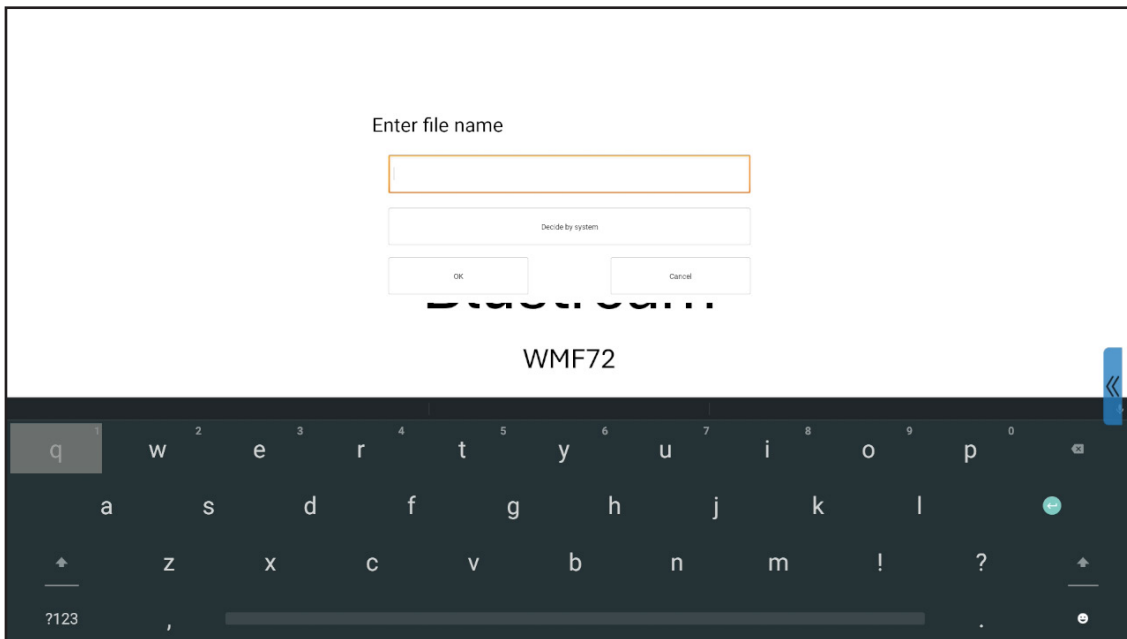 Enter file name
Decide by system
OK Cancel
WMF72
1 2 3 4 5 6 7 8 9 0
q w e r t y u i o p
a s d f g h j k l
z x c v b n m ! ?
?123 , .